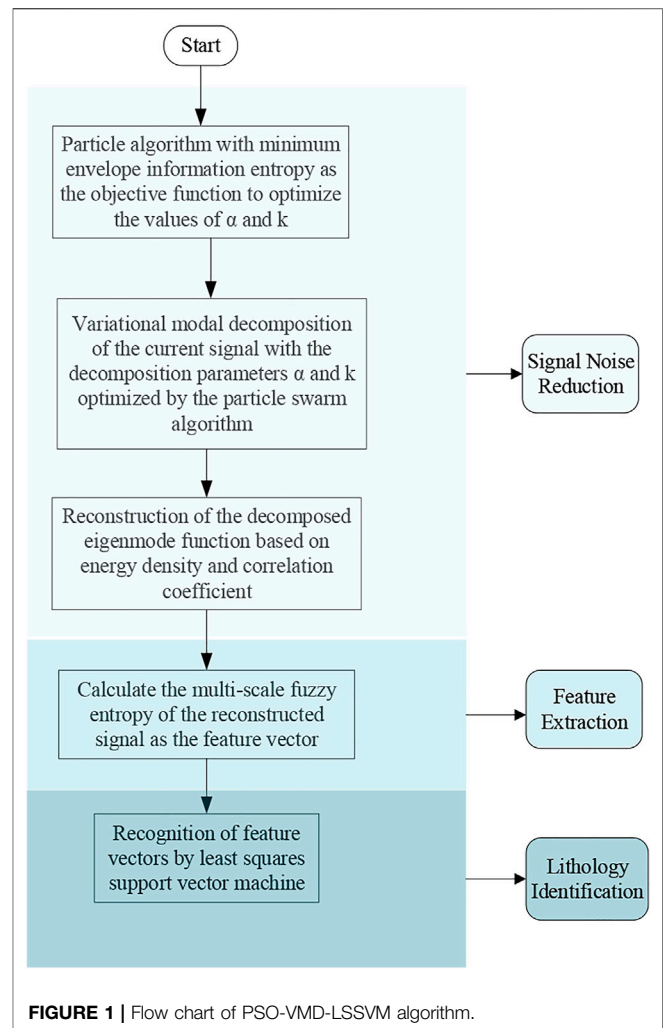 Start
Particle algorithm with minimum
envelope information entropy as
the objective function to optimize
the values of α and k
Variational modal decomposition
of the current signal with the
decomposition parameters α and k
optimized by the particle swarm
algorithm
Signal Noise
Reduction
Reconstruction of the decomposed
eigenmode function based on
energy density and correlation
coefficient
Calculate the multi-scale fuzzy
entropy of the reconstructed
signal as the feature vector
Feature
Extraction
Recognition of feature
vectors by least squares
support vector machine
Lithology
Identification
FIGURE 1 | Flow chart of PSO-VMD-LSSVM algorithm.